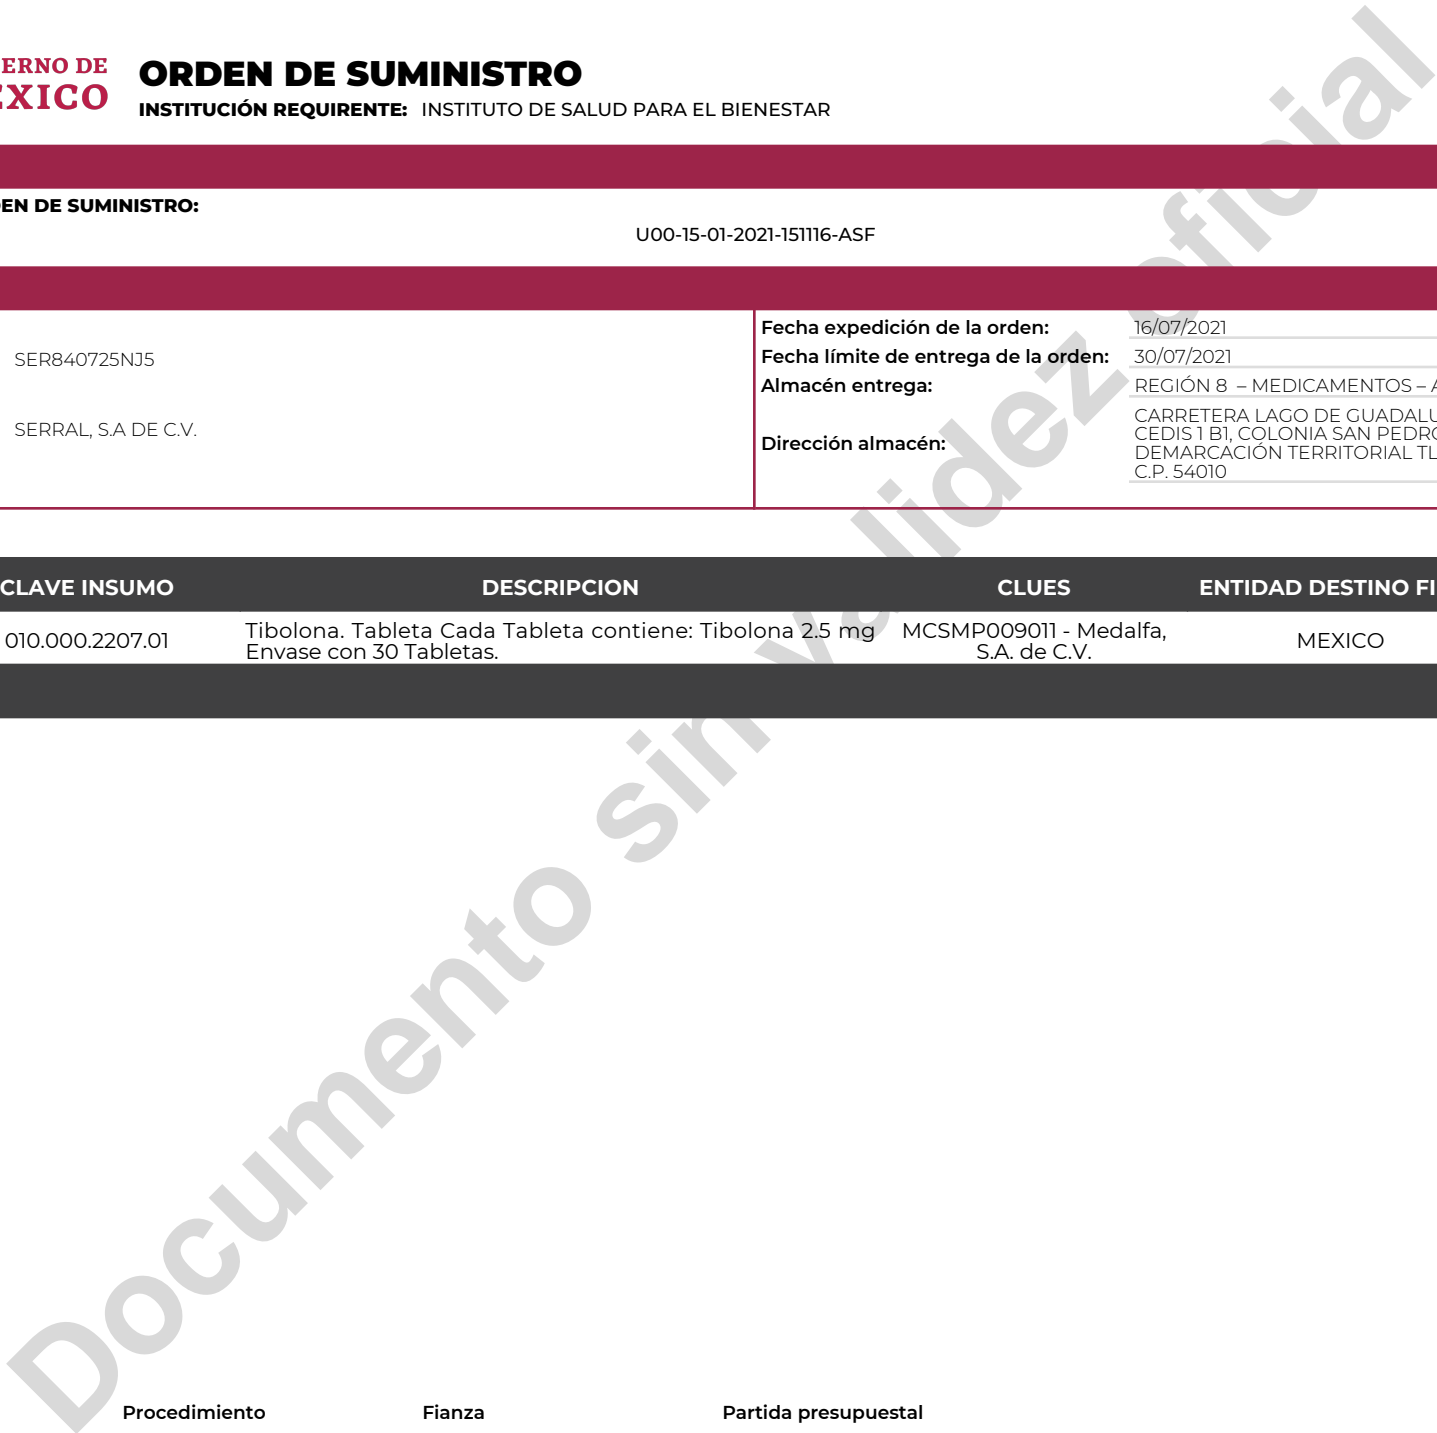 ERNO DE
EXICO
ORDEN DE SUMINISTRO
INSTITUCIÓN REQUIRENTE: INSTITUTO DE SALUD PARA EL BIENESTAR
EN DE SUMINISTRO:
U00-15-01-2021-151116-ASF
SER840725NJ5
SERRAL, S.A DE C.V.
Fecha expedición de la orden: 16/07/2021
Fecha límite de entrega de la orden: 30/07/2021
Almacén entrega: REGIÓN 8 – MEDICAMENTOS – A
Dirección almacén:
CARRETERA LAGO DE GUADALU
CEDIS 1 B1, COLONIA SAN PEDRO
DEMARCACIÓN TERRITORIAL TL
C.P. 54010
CLAVE INSUMO DESCRIPCION CLUES ENTIDAD DESTINO FI
010.000.2207.01
Tibolona. Tableta Cada Tableta contiene: Tibolona 2.5 mg
Envase con 30 Tabletas.
MCSMP009011 - Medalfa,
S.A. de C.V.
MEXICO
Documento sin validez oficial
Procedimiento Fianza Partida presupuestal